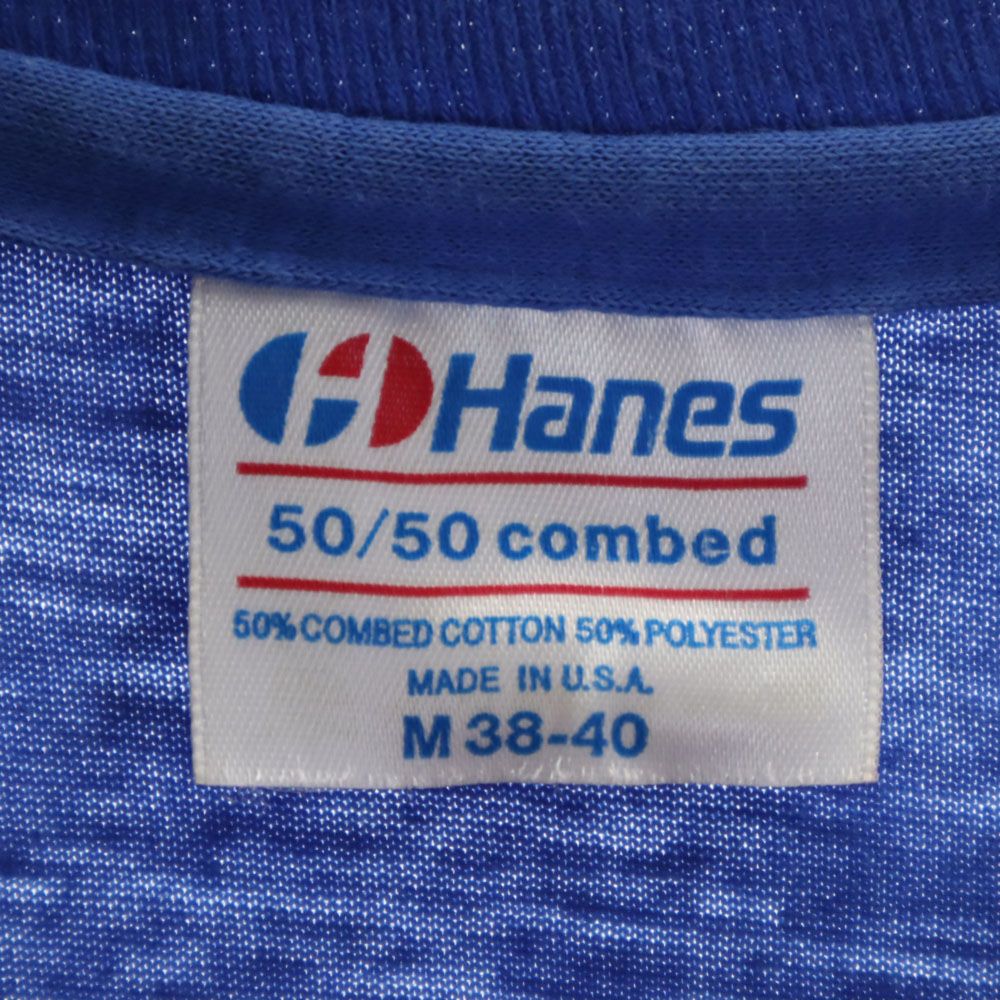 Hanes
50/50 combed
50% COMBED COTTON 50% POLYESTER
MADE IN U.S.A.
M 38-40